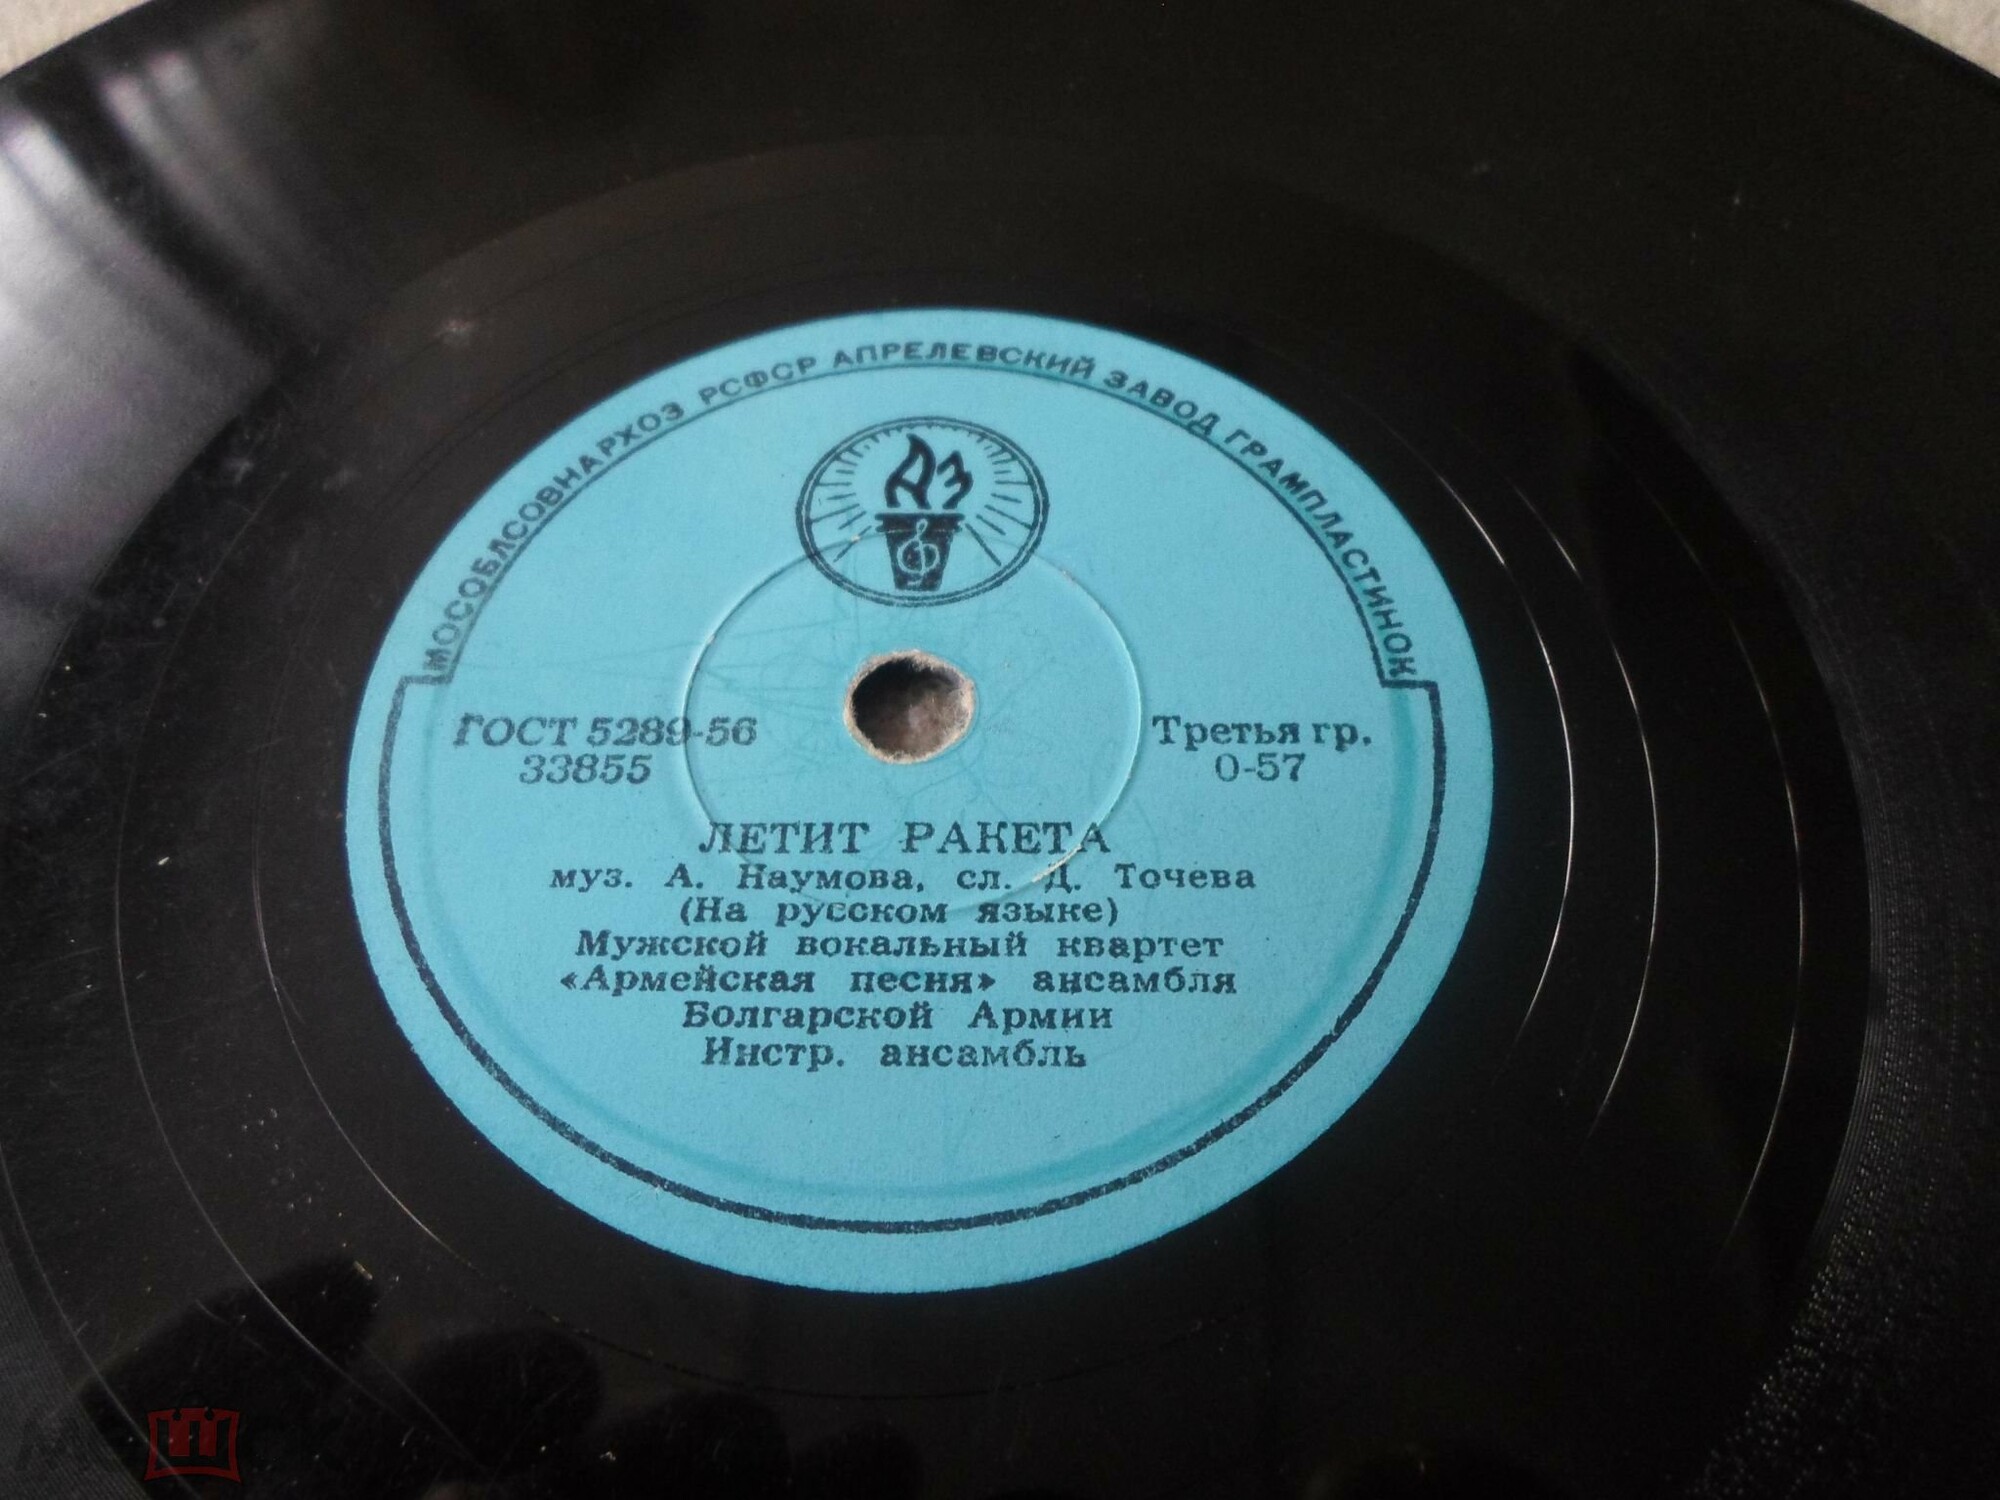 МОСОБЛСОВНАРХОЗ РСФСР АПРЕЛЕВСКИЙ ЗАВОД ГРАМПЛАСТИНОК
АЗ
ГОСТ 5289-56
33855
Третья гр.
0-57
ЛЕТИТ РАКЕТА
муз. А. Наумова, сл. Д. Точева
(На русском языке)
Мужской вокальный квартет
«Армейская песня» ансамбля
Болгарской Армии
Инстр. ансамбль